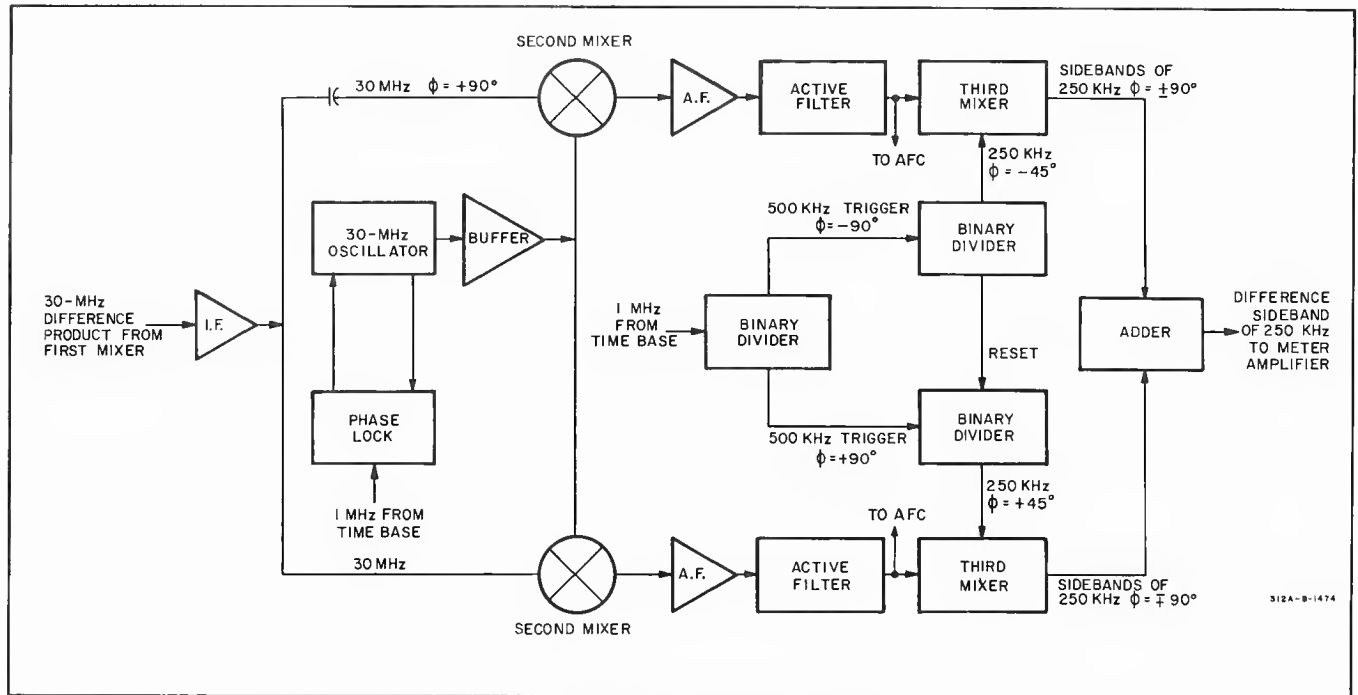 SECOND MIXER
30 MHz ϕ = +90°
A.F.
ACTIVE
FILTER
THIRD
MIXER
SIDEBANDS OF
250 KHz ϕ = ±90°
TO AFC
250 KHz
ϕ = -45°
30-MHz
OSCILLATOR
BUFFER
500 KHz TRIGGER
ϕ = -90°
BINARY
DIVIDER
30-MHz
DIFFERENCE
PRODUCT FROM
FIRST MIXER
I.F.
1 MHz
FROM
TIME BASE
BINARY
DIVIDER
RESET
ADDER
DIFFERENCE
SIDEBAND
OF 250 KHz
TO METER
AMPLIFIER
PHASE
LOCK
500 KHz TRIGGER
ϕ = +90°
BINARY
DIVIDER
1 MHz FROM
TIME BASE
250 KHz
ϕ = +45°
TO AFC
30 MHz
A.F.
ACTIVE
FILTER
THIRD
MIXER
SIDEBANDS OF
250 KHz ϕ = ∓90°
SECOND MIXER
312A-B-1474